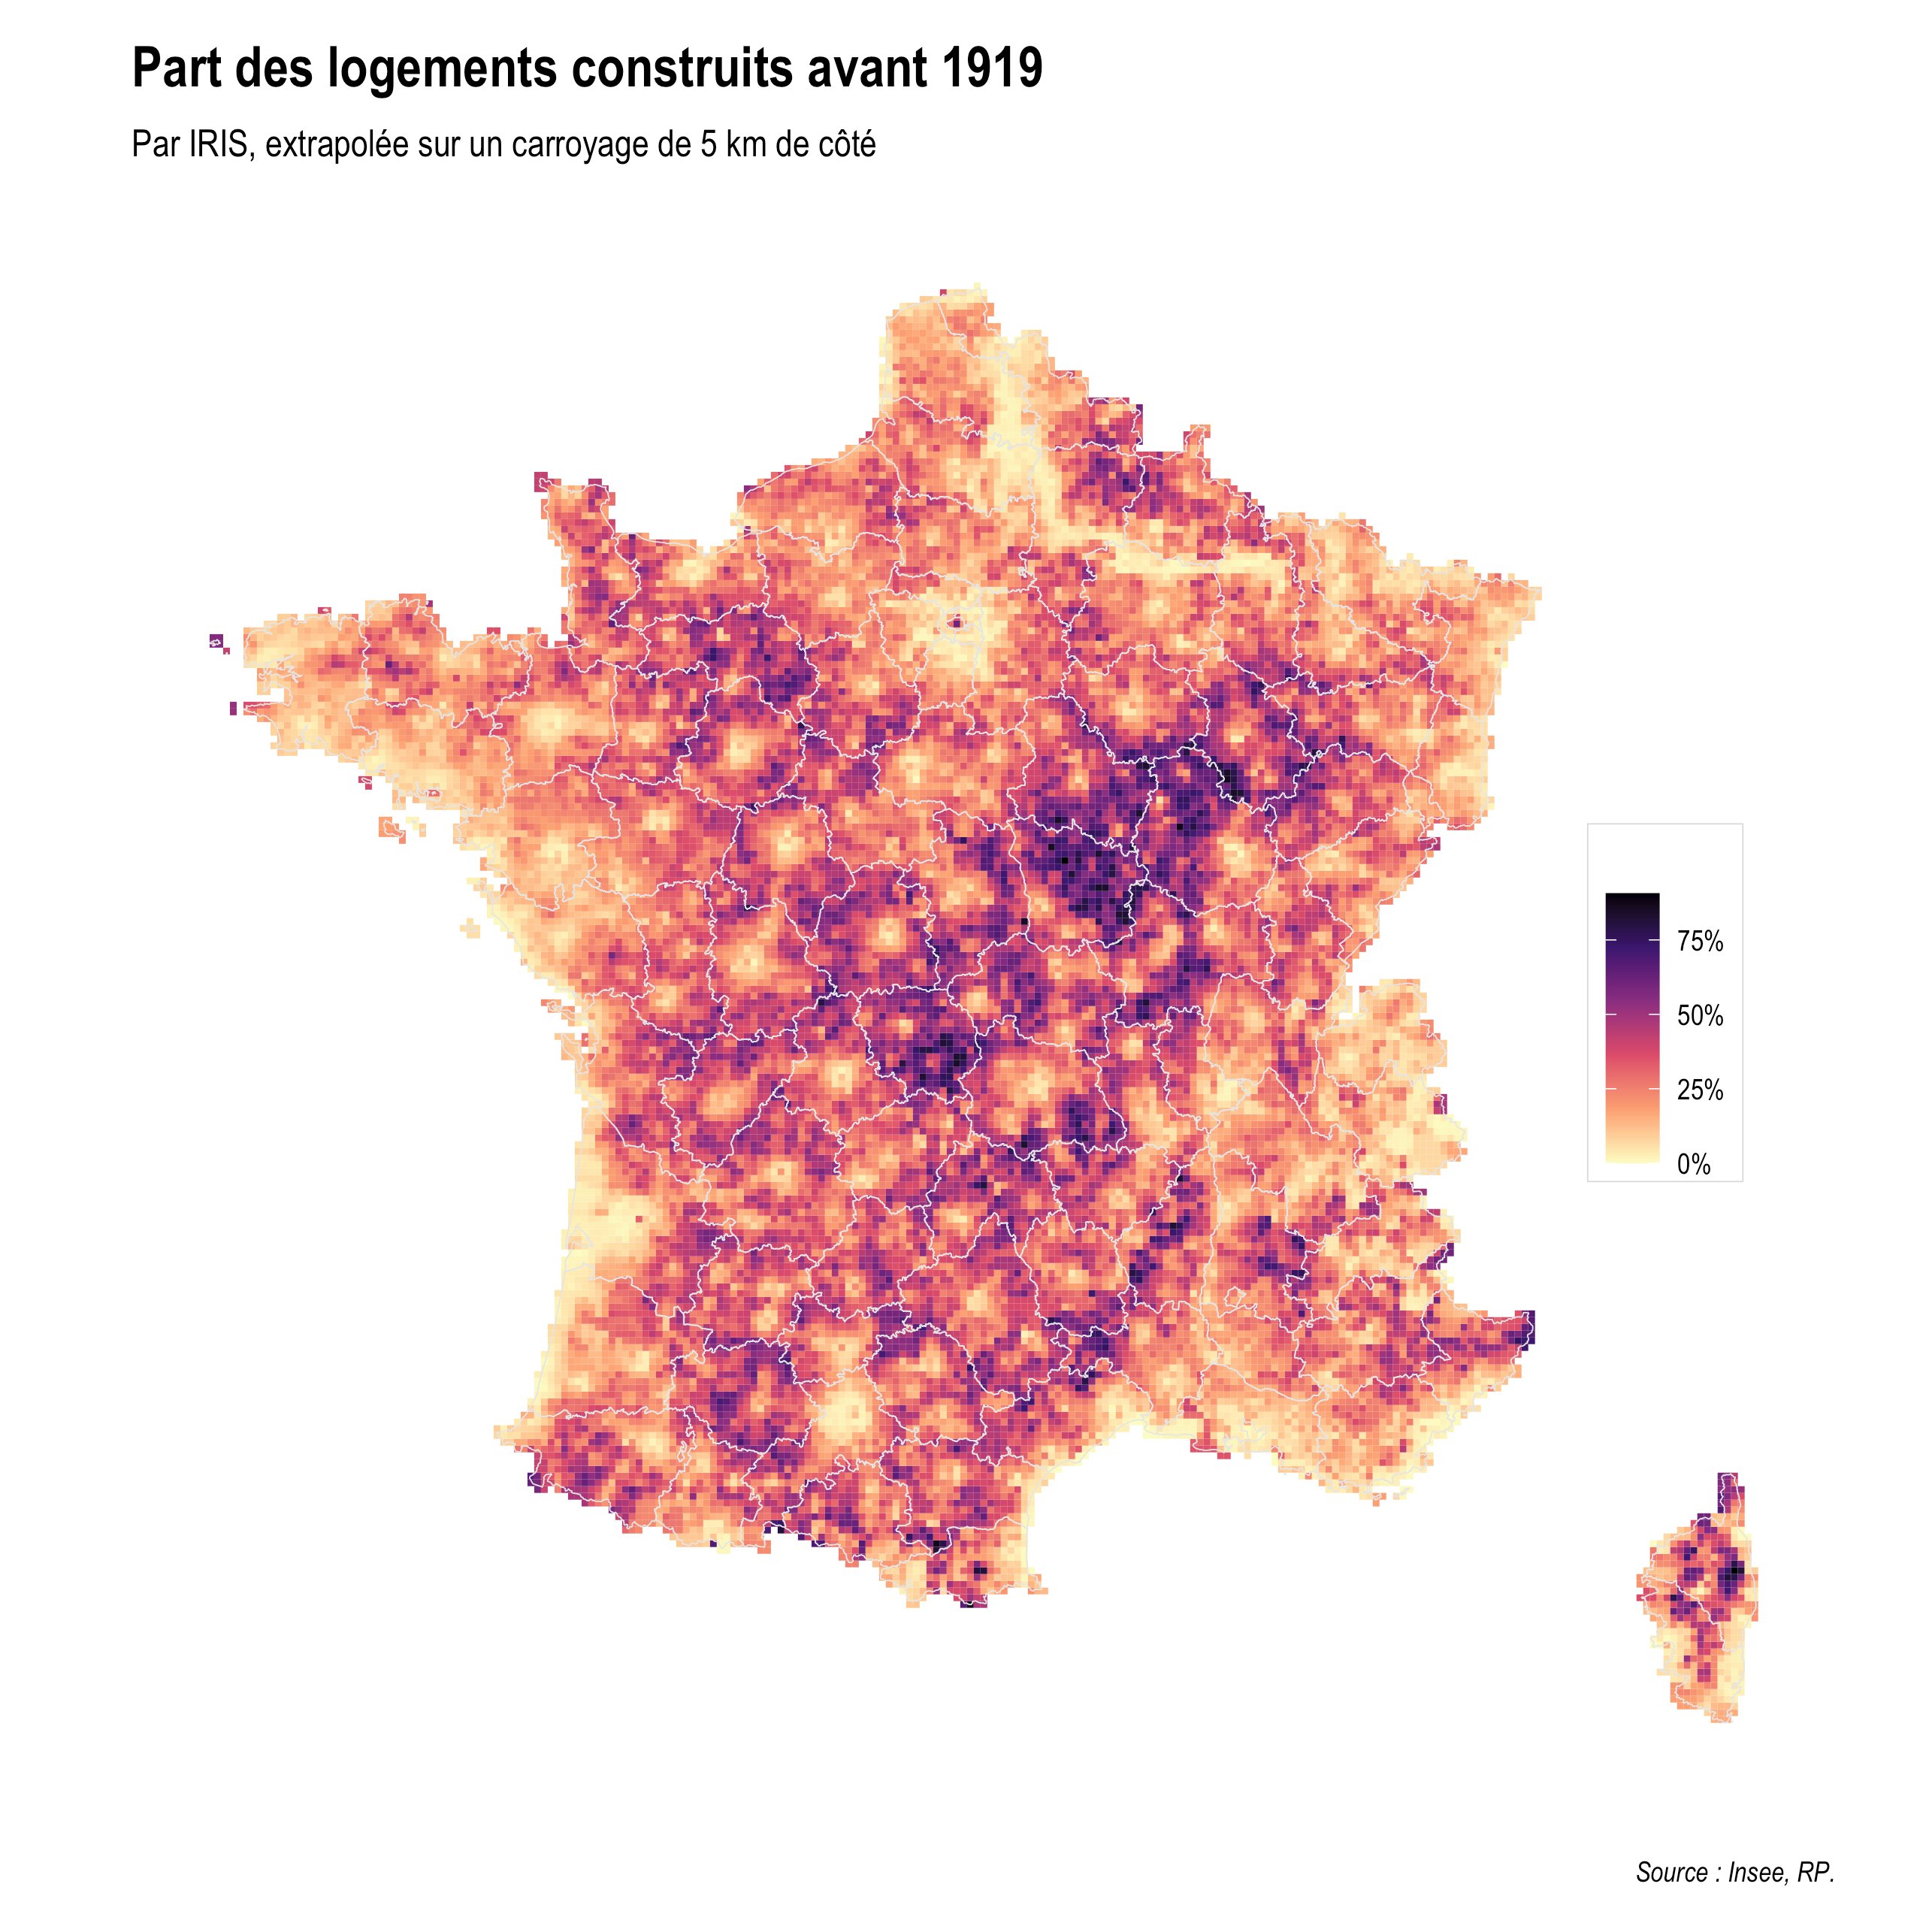 Part des logements construits avant 1919
Par IRIS, extrapolée sur un carroyage de 5 km de côté
75%
50%
25%
0%
Source : Insee, RP.